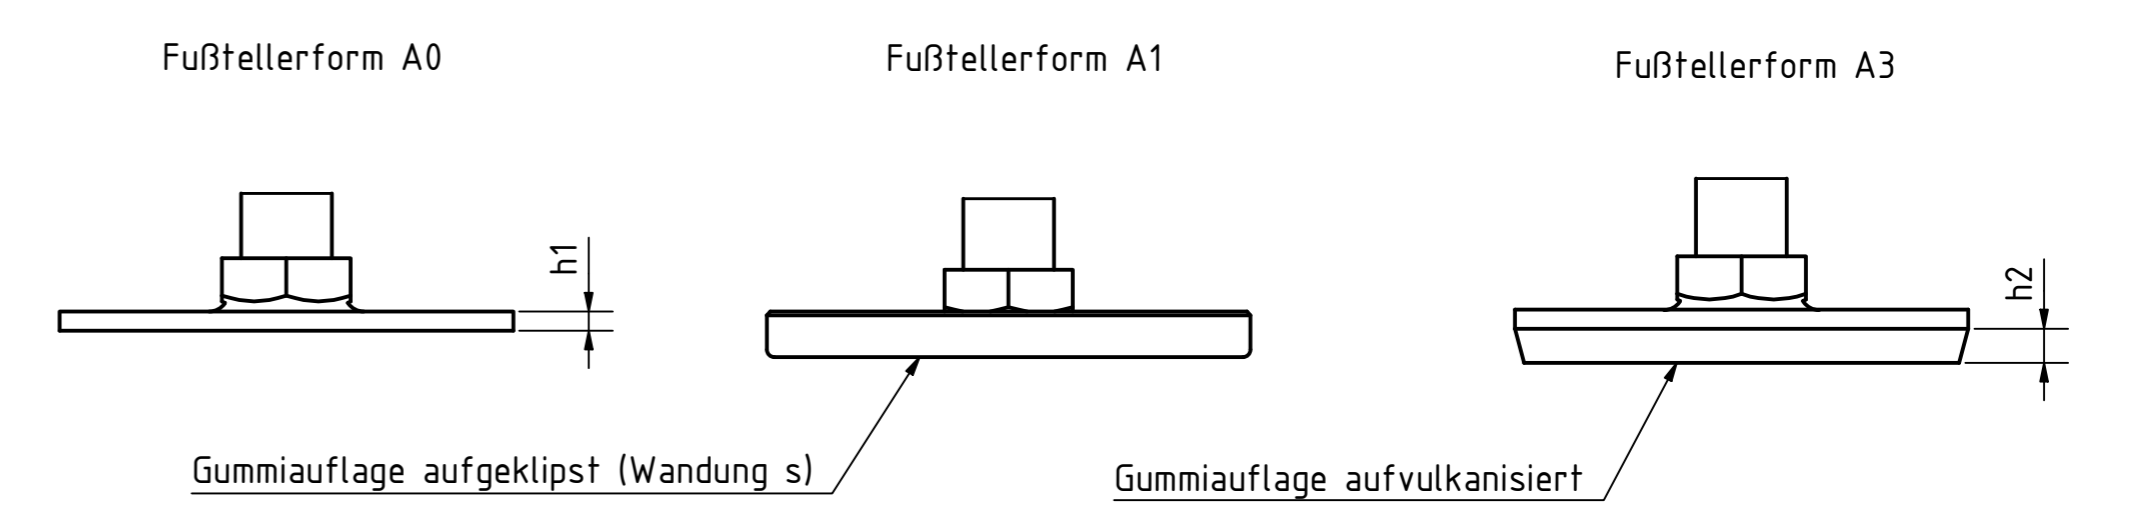 Fußtellerform A0
Fußtellerform A1
Fußtellerform A3
h1
h2
Gummiauflage aufgeklipst (Wandung s)
Gummiauflage aufvulkanisiert